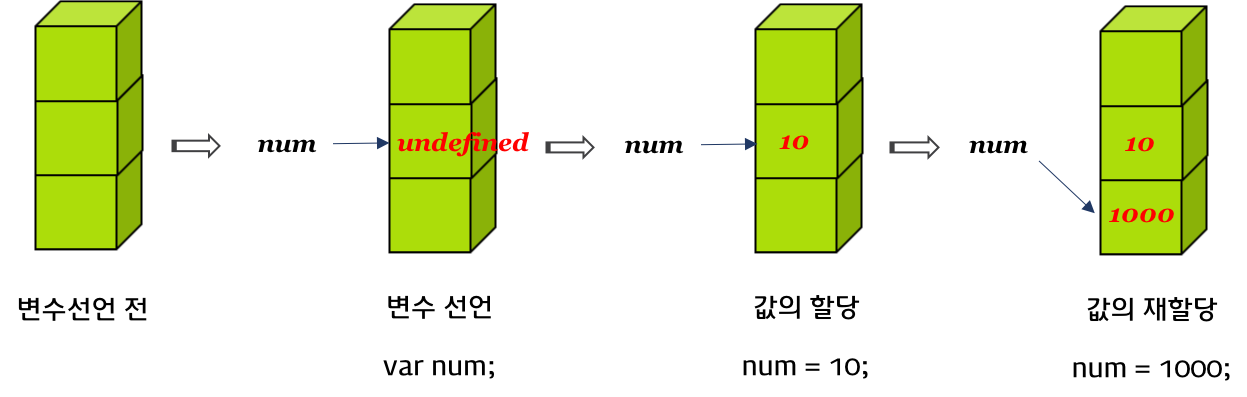 num undefined num 10 num 10
1000
변수선언 전 변수 선언 값의 할당 값의 재할당
var num; num = 10; num = 1000;